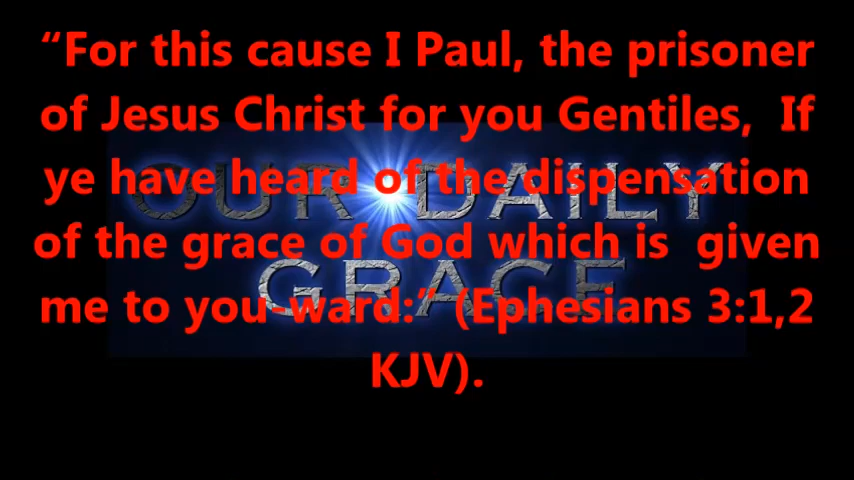 “For this cause I Paul, the prisoner
of Jesus Christ for you Gentiles,  If
ye have heard of the dispensation
of the grace of God which is  given
me to you-ward:” (Ephesians 3:1,2
KJV).
OUR DAILY
GRACE